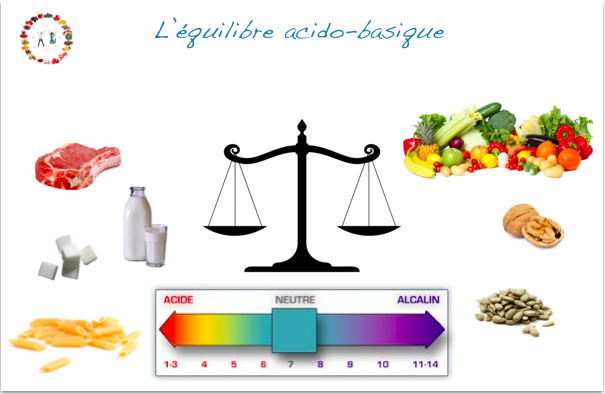 L'équilibre acido-basique
ACIDE NEUTRE ALCALIN
1-3 4 5 6 7 8 9 10 11-14